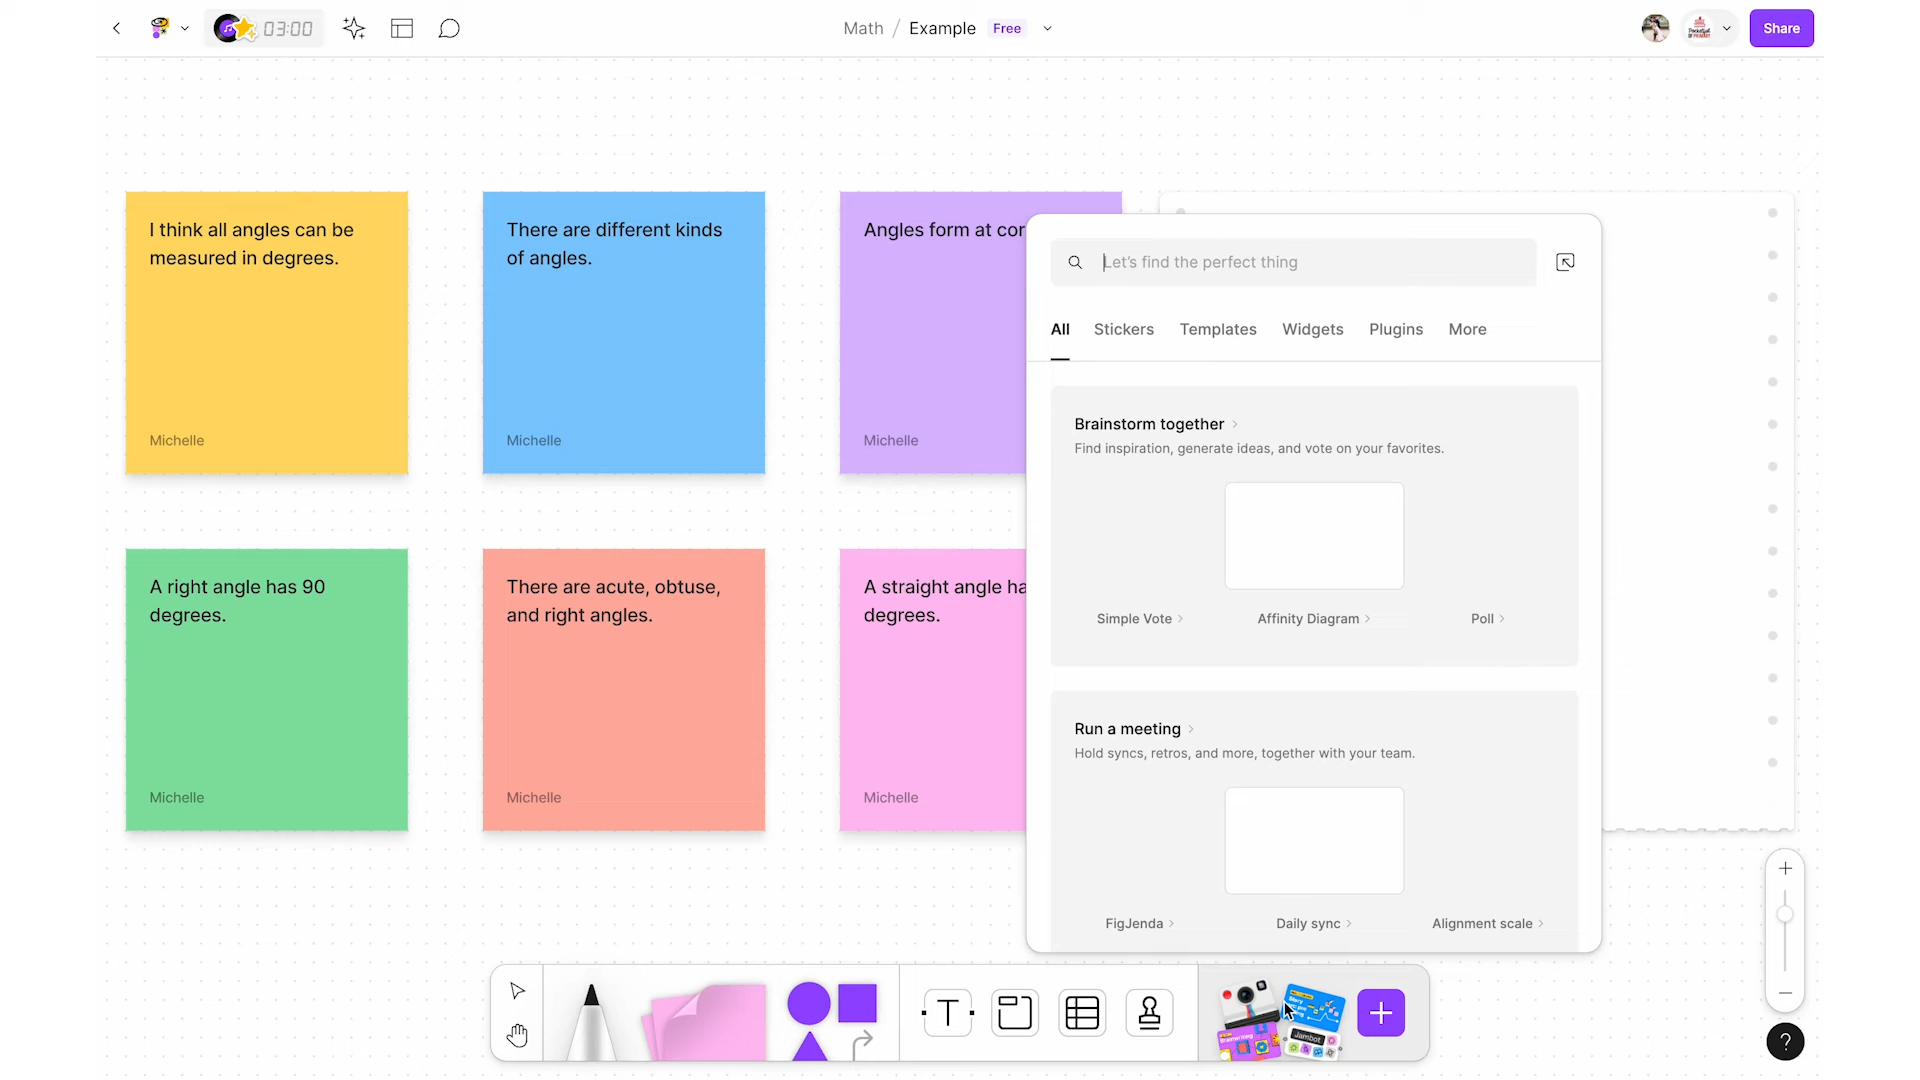 03:00
Math / Example Free
Share
I think all angles can be
measured in degrees.
Michelle
There are different kinds
of angles.
Michelle
Angles form at cor
Michelle
A right angle has 90
degrees.
Michelle
There are acute, obtuse,
and right angles.
Michelle
A straight angle ha
degrees.
Michelle
Let's find the perfect thing
All Stickers Templates Widgets Plugins More
Brainstorm together
Find inspiration, generate ideas, and vote on your favorites.
Simple Vote Affinity Diagram Poll
Run a meeting
Hold syncs, retros, and more, together with your team.
FigJenda Daily sync Alignment scale
T
Jambot
?